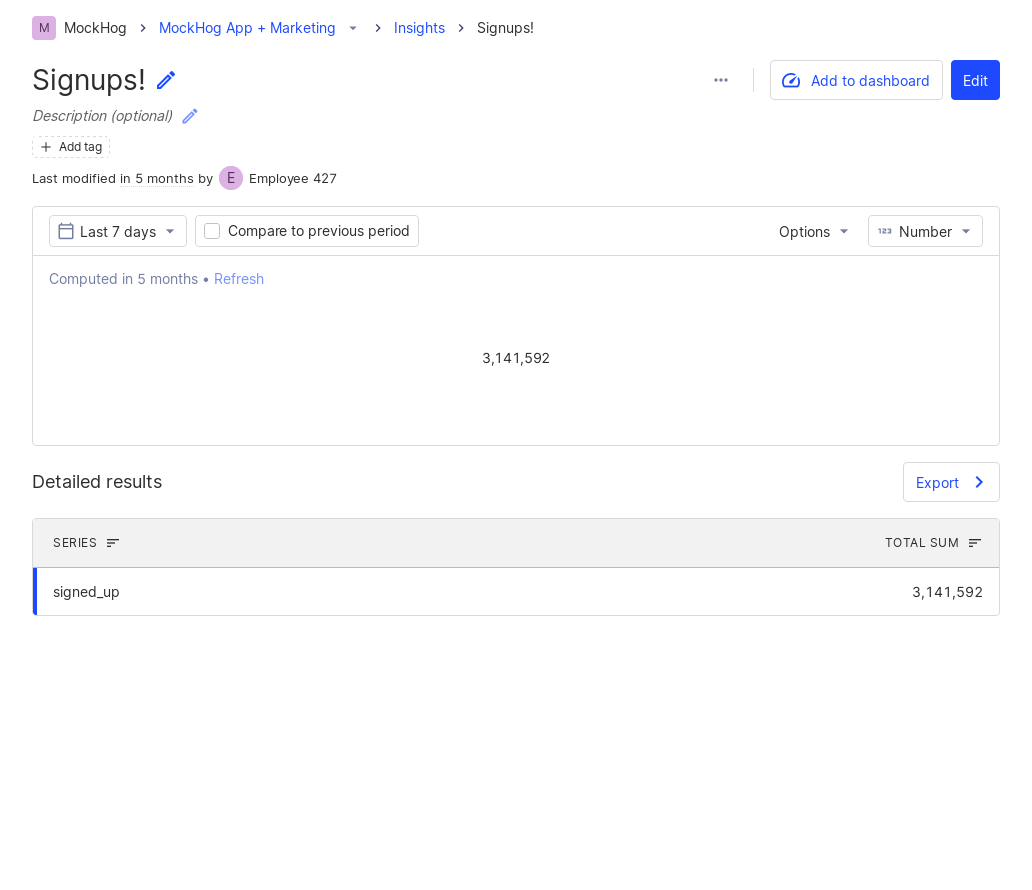 M MockHog MockHog App + Marketing Insights Signups!
Signups!
Add to dashboard Edit
Description (optional)
Add tag
Last modified in 5 months by E Employee 427
Last 7 days Compare to previous period Options 123 Number
Computed in 5 months • Refresh
3,141,592
Detailed results Export
SERIES TOTAL SUM
signed_up 3,141,592